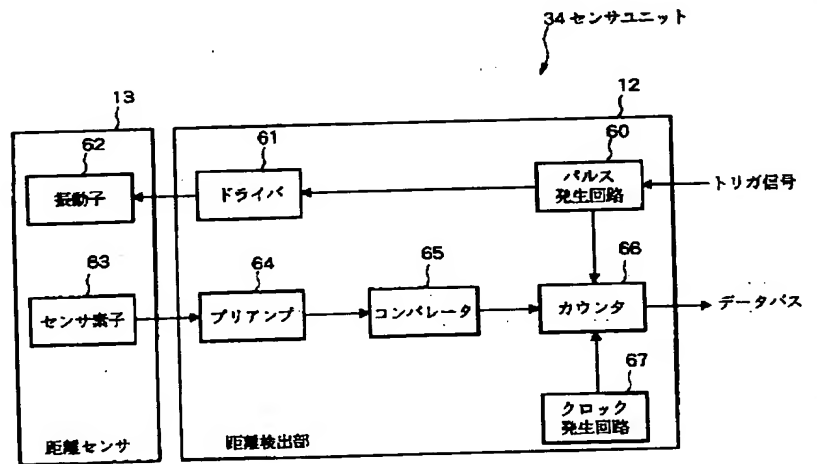 34 センサユニット
13
12
62
振動子
61
ドライバ
60
パルス
発生回路
トリガ信号
63
センサ素子
64
プリアンプ
65
コンパレータ
66
カウンタ
データバス
67
クロック
発生回路
距離センサ
距離検出部